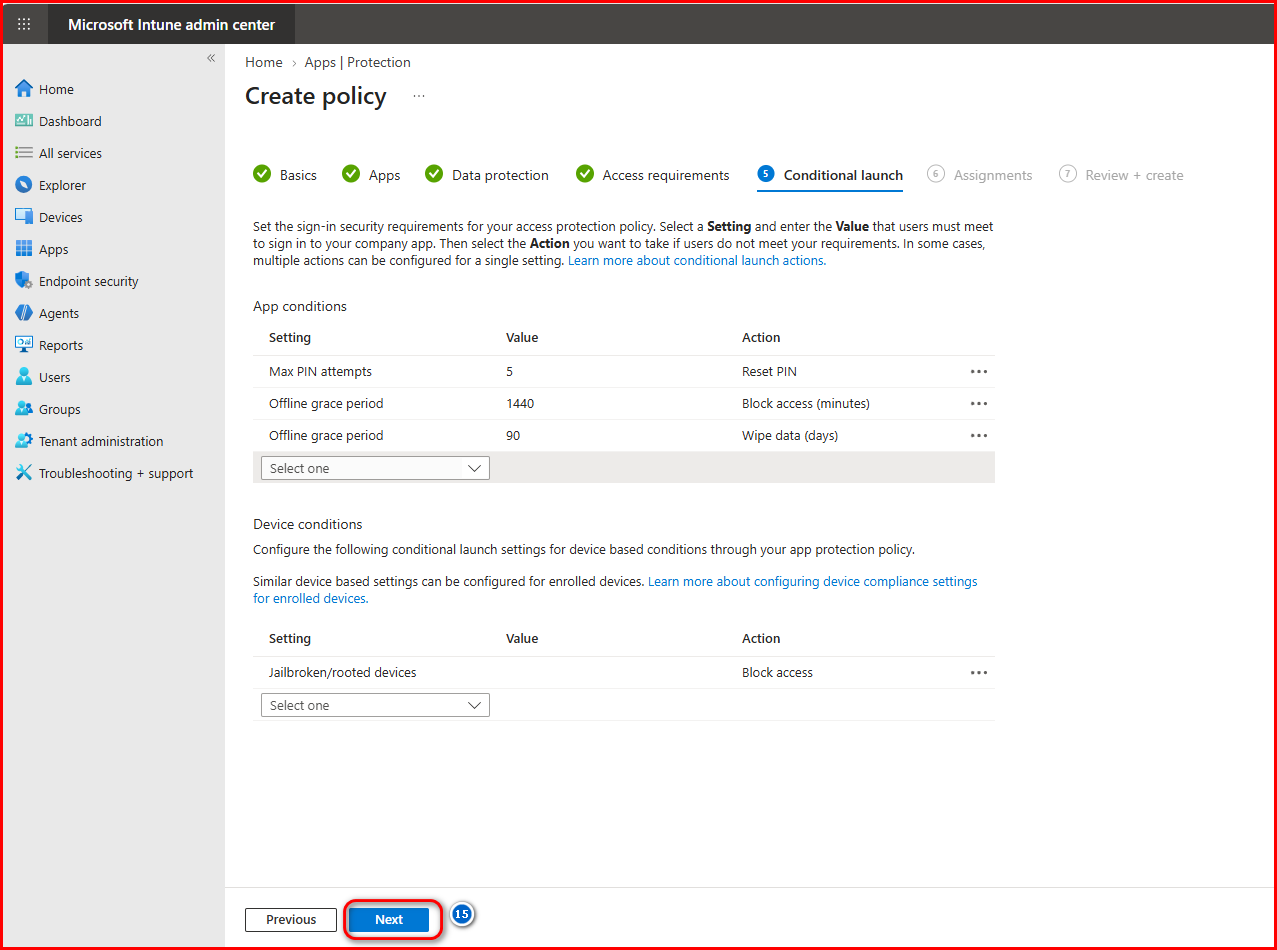 Microsoft Intune admin center
«
Home
Dashboard
All services
Explorer
Devices
Apps
Endpoint security
Agents
Reports
Users
Groups
Tenant administration
Troubleshooting + support
Home > Apps | Protection
Create policy ...
Basics Apps Data protection Access requirements 5 Conditional launch 6 Assignments 7 Review + create
Set the sign-in security requirements for your access protection policy. Select a Setting and enter the Value that users must meet
to sign in to your company app. Then select the Action you want to take if users do not meet your requirements. In some cases,
multiple actions can be configured for a single setting. Learn more about conditional launch actions.
App conditions
Setting Value Action
Max PIN attempts 5 Reset PIN •••
Offline grace period 1440 Block access (minutes) •••
Offline grace period 90 Wipe data (days) •••
Select one
Device conditions
Configure the following conditional launch settings for device based conditions through your app protection policy.
Similar device based settings can be configured for enrolled devices. Learn more about configuring device compliance settings
for enrolled devices.
Setting Value Action
Jailbroken/rooted devices Block access •••
Select one
Previous Next 15